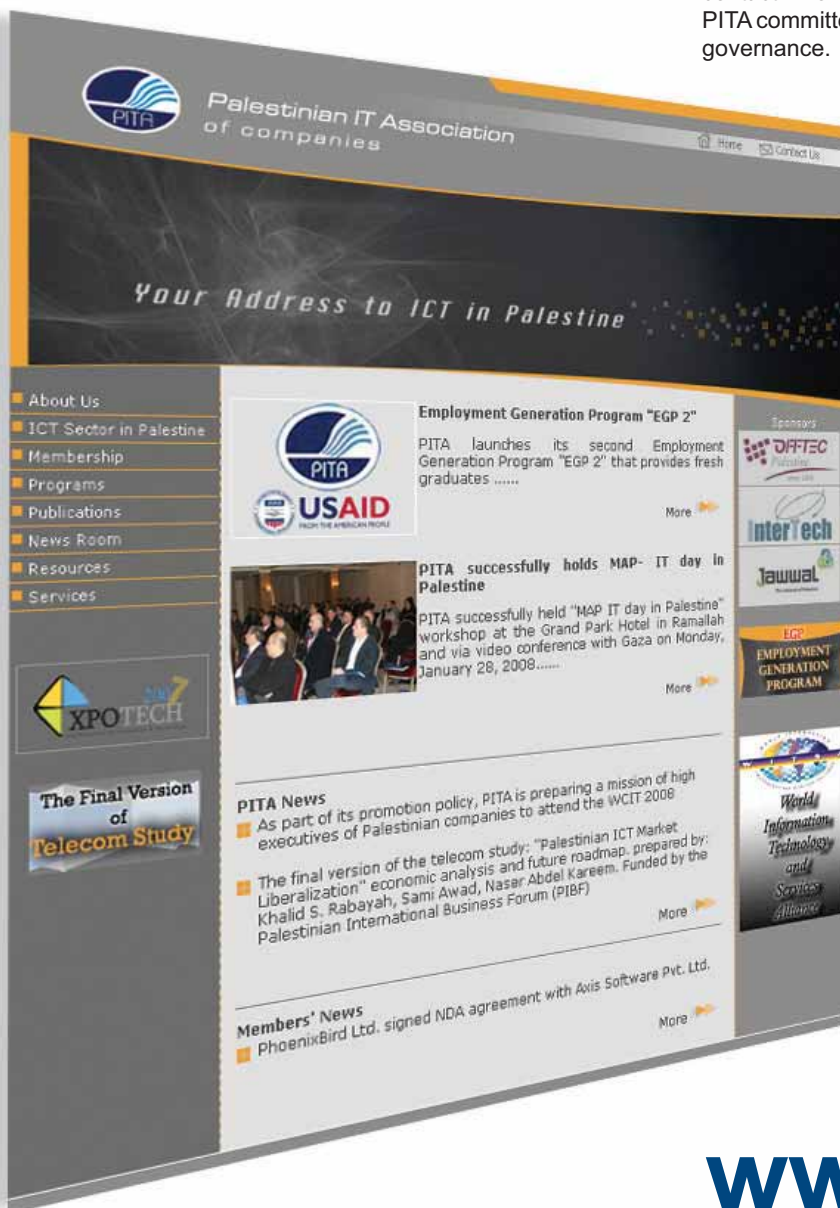 PITA committe
governance.
PITA
Palestinian IT Association
of companies
Home
Contact Us
Your Address to ICT in Palestine
About Us
ICT Sector in Palestine
Membership
Programs
Publications
News Room
Resources
Services
2007
XPOTECH
The Final Version
of
Telecom Study
PITA
USAID
FROM THE AMERICAN PEOPLE
Employment Generation Program "EGP 2"
PITA launches its second Employment
Generation Program "EGP 2" that provides fresh
graduates ......
More
PITA successfully holds MAP- IT day in
Palestine
PITA successfully held "MAP IT day in Palestine"
workshop at the Grand Park Hotel in Ramallah
and via video conference with Gaza on Monday,
January 28, 2008......
More
PITA News
As part of its promotion policy, PITA is preparing a mission of high
executives of Palestinian companies to attend the WCIT 2008
The final version of the telecom study: "Palestinian ICT Market
Liberalization" economic analysis and future roadmap. prepared by:
Khalid S. Rabayah, Sami Awad, Naser Abdel Kareem. Funded by the
Palestinian International Business Forum (PIBF)
More
Members' News
PhoenixBird Ltd. signed NDA agreement with Axis Software Pvt. Ltd.
More
Sponsors
DIFFTEC
Palestine
InterTech
Jawwal
EGP
EMPLOYMENT
GENERATION
PROGRAM
World
Information
Technology
and
Services
Alliance
ww